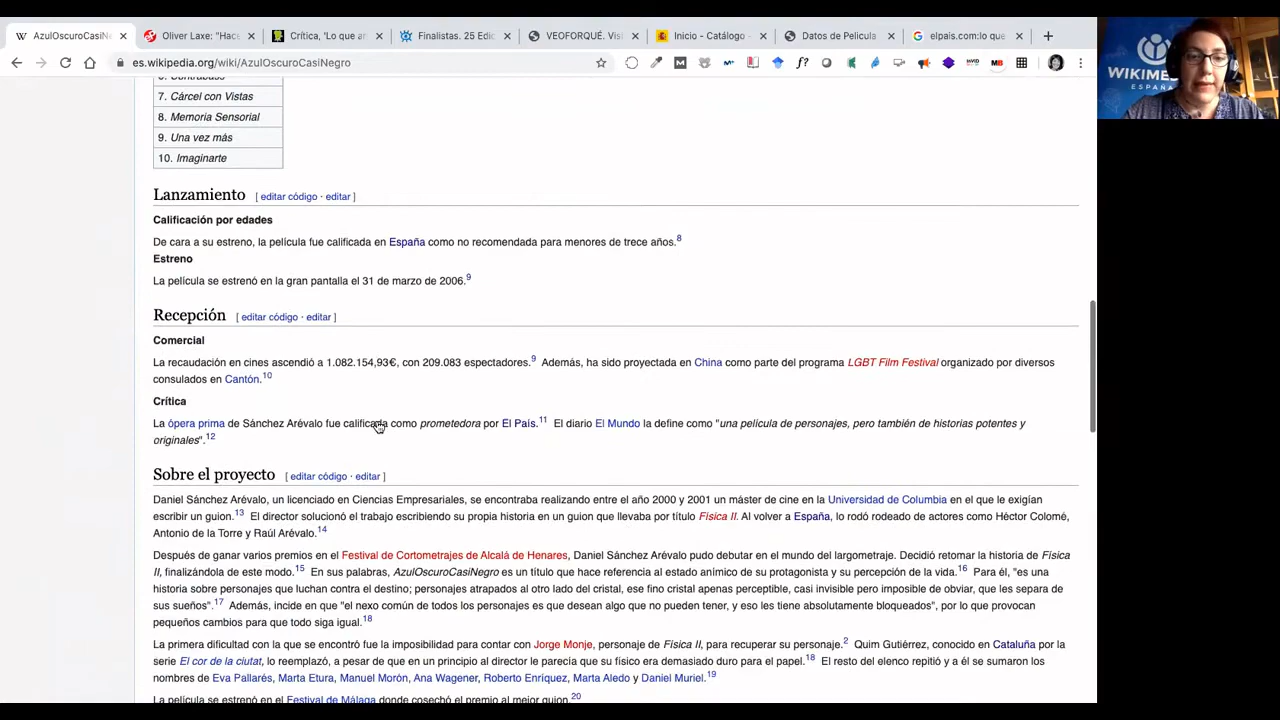 AzulOscuroCasiN
Oliver Laxe: "Hace
Crítica, 'Lo que ar
Finalistas. 25 Edic
VEOFORQUÉ. Vis
Inicio – Catálogo
Datos de Pelicula
elpais.com:lo que
es.wikipedia.org/wiki/AzulOscuroCasiNegro
WIKIME
ESPAÑA
7. Cárcel con Vistas
8. Memoria Sensorial
9. Una vez más
10. Imaginarte
Lanzamiento [ editar código · editar ]
Calificación por edades
De cara a su estreno, la película fue calificada en España como no recomendada para menores de trece años.8
Estreno
La película se estrenó en la gran pantalla el 31 de marzo de 2006.9
Recepción [ editar código · editar ]
Comercial
La recaudación en cines ascendió a 1.082.154,93€, con 209.083 espectadores.9 Además, ha sido proyectada en China como parte del programa LGBT Film Festival organizado por diversos
consulados en Cantón.10
Crítica
La ópera prima de Sánchez Arévalo fue calificada como prometedora por El País.11 El diario El Mundo la define como "una película de personajes, pero también de historias potentes y
originales".12
Sobre el proyecto [ editar código · editar ]
Daniel Sánchez Arévalo, un licenciado en Ciencias Empresariales, se encontraba realizando entre el año 2000 y 2001 un máster de cine en la Universidad de Columbia en el que le exigían
escribir un guion.13 El director solucionó el trabajo escribiendo su propia historia en un guion que llevaba por título Física II. Al volver a España, lo rodó rodeado de actores como Héctor Colomé,
Antonio de la Torre y Raúl Arévalo.14
Después de ganar varios premios en el Festival de Cortometrajes de Alcalá de Henares, Daniel Sánchez Arévalo pudo debutar en el mundo del largometraje. Decidió retomar la historia de Física
II, finalizándola de este modo.15 En sus palabras, AzulOscuroCasiNegro es un título que hace referencia al estado anímico de su protagonista y su percepción de la vida.16 Para él, "es una
historia sobre personajes que luchan contra el destino; personajes atrapados al otro lado del cristal, ese fino cristal apenas perceptible, casi invisible pero imposible de obviar, que les separa de
sus sueños".17 Además, incide en que "el nexo común de todos los personajes es que desean algo que no pueden tener, y eso les tiene absolutamente bloqueados", por lo que provocan
pequeños cambios para que todo siga igual.18
La primera dificultad con la que se encontró fue la imposibilidad para contar con Jorge Monje, personaje de Física II, para recuperar su personaje.2 Quim Gutiérrez, conocido en Cataluña por la
serie El cor de la ciutat, lo reemplazó, a pesar de que en un principio al director le parecía que su físico era demasiado duro para el papel.18 El resto del elenco repitió y a él se sumaron los
nombres de Eva Pallarés, Marta Etura, Manuel Morón, Ana Wagener, Roberto Enríquez, Marta Aledo y Daniel Muriel.19
La película se estrenó en el Festival de Málaga donde cosechó el premio al mejor guion.20